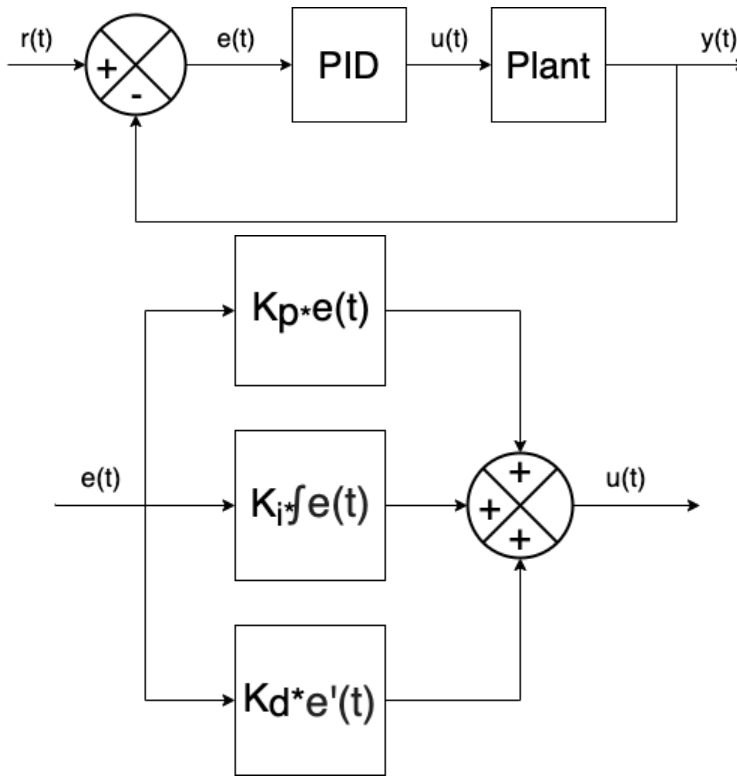 r(t) e(t) PID u(t) Plant y(t)
+
-
Kp*e(t)
e(t) Ki*∫e(t) u(t)
+
+
+
Kd*e'(t)